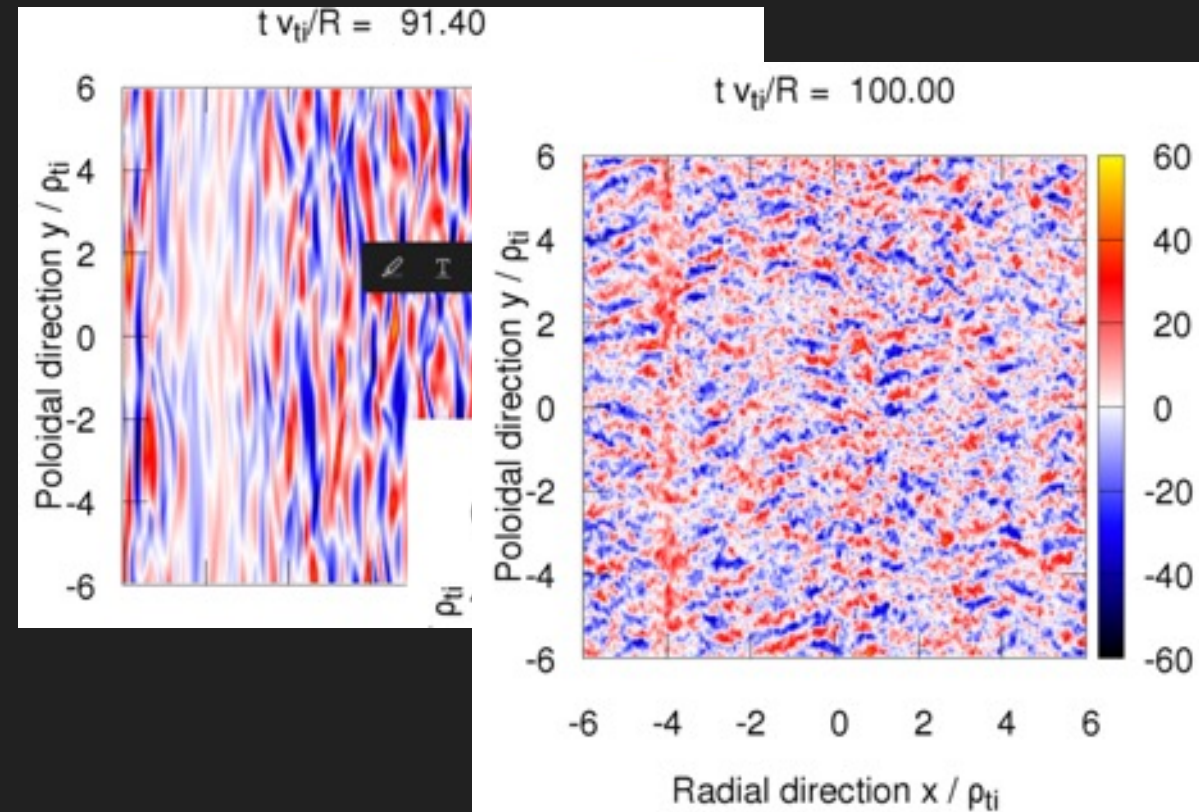 t vti/R = 91.40
6
4
2
0
-2
-4
-6
Poloidal direction y / ρti
T
ρti
t vti/R = 100.00
6
4
2
0
-2
-4
-6
Poloidal direction y / ρti
60
40
20
0
-20
-40
-60
-6 -4 -2 0 2 4 6
Radial direction x / ρti